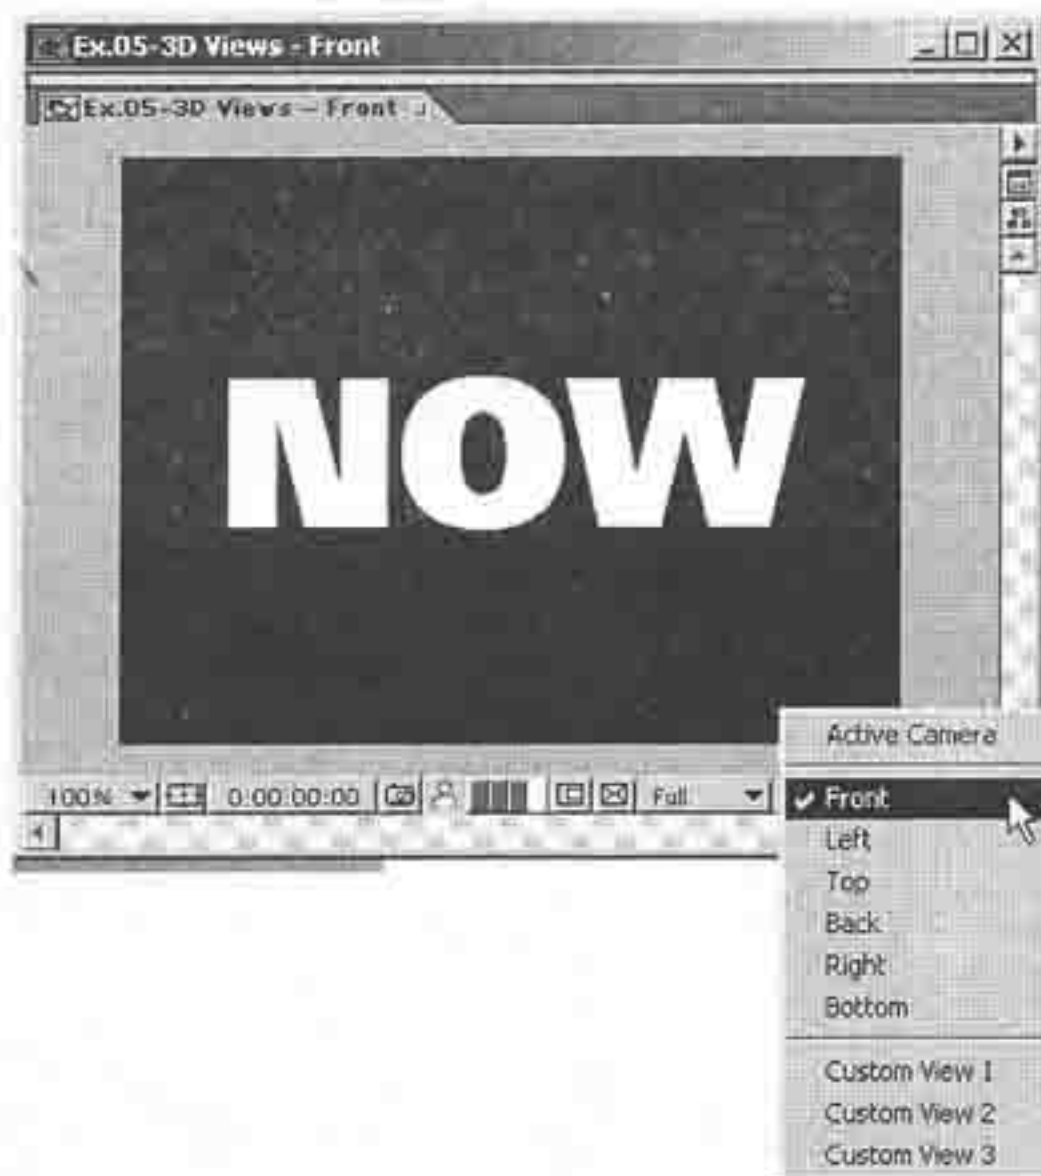 Ex.05-3D Views - Front
Ex.05-3D Views - Front
NOW
100% 0:00:00:00 Full
Active Camera
Front
Left
Top
Back
Right
Bottom
Custom View 1
Custom View 2
Custom View 3